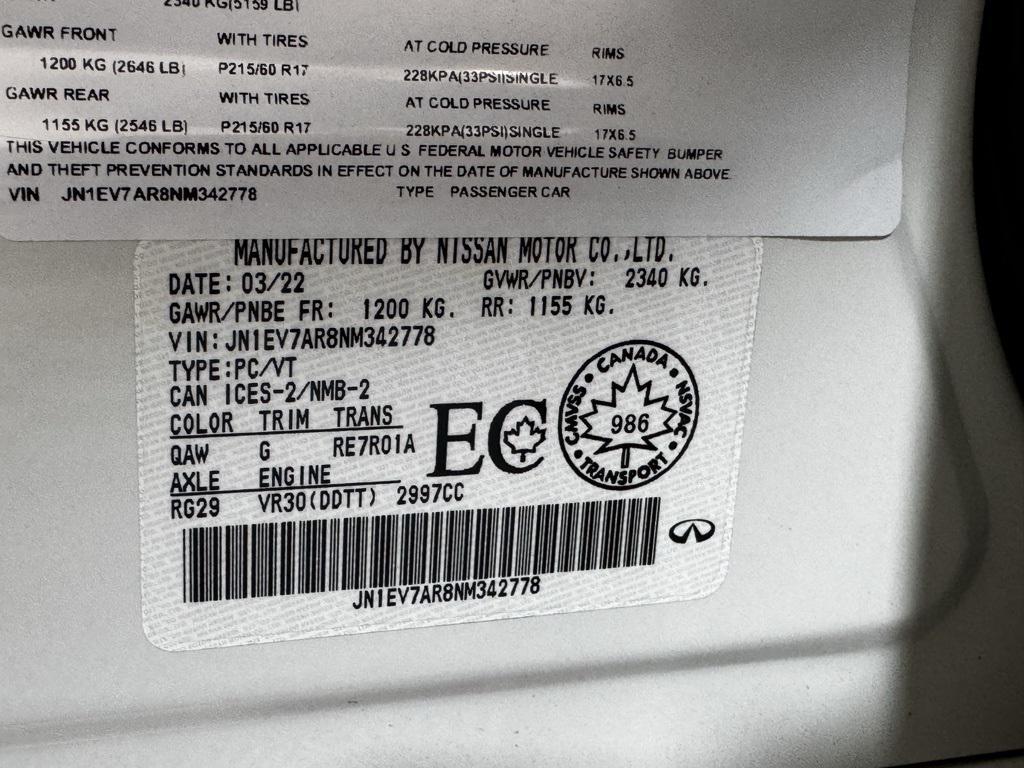 2340 KG(5159 LB)
GAWR FRONT WITH TIRES AT COLD PRESSURE RIMS
1200 KG (2646 LB) P215/60 R17 228KPA(33PSI)SINGLE 17X6.5
GAWR REAR WITH TIRES AT COLD PRESSURE RIMS
1155 KG (2546 LB) P215/60 R17 228KPA(33PSI)SINGLE 17X6.5
THIS VEHICLE CONFORMS TO ALL APPLICABLE U S FEDERAL MOTOR VEHICLE SAFETY BUMPER
AND THEFT PREVENTION STANDARDS IN EFFECT ON THE DATE OF MANUFACTURE SHOWN ABOVE
VIN JN1EV7AR8NM342778 TYPE PASSENGER CAR
MANUFACTURED BY NISSAN MOTOR CO.,LTD.
DATE: 03/22 GVWR/PNBV: 2340 KG.
GAWR/PNBE FR: 1200 KG. RR: 1155 KG.
VIN: JN1EV7AR8NM342778
TYPE:PC/VT
CAN ICES-2/NMB-2
COLOR TRIM TRANS
QAW G RE7R01A
AXLE ENGINE
RG29 VR30(DDTT) 2997CC
EC
CANADA
CMVSS 986 NSVAC
TRANSPORT
JN1EV7AR8NM342778